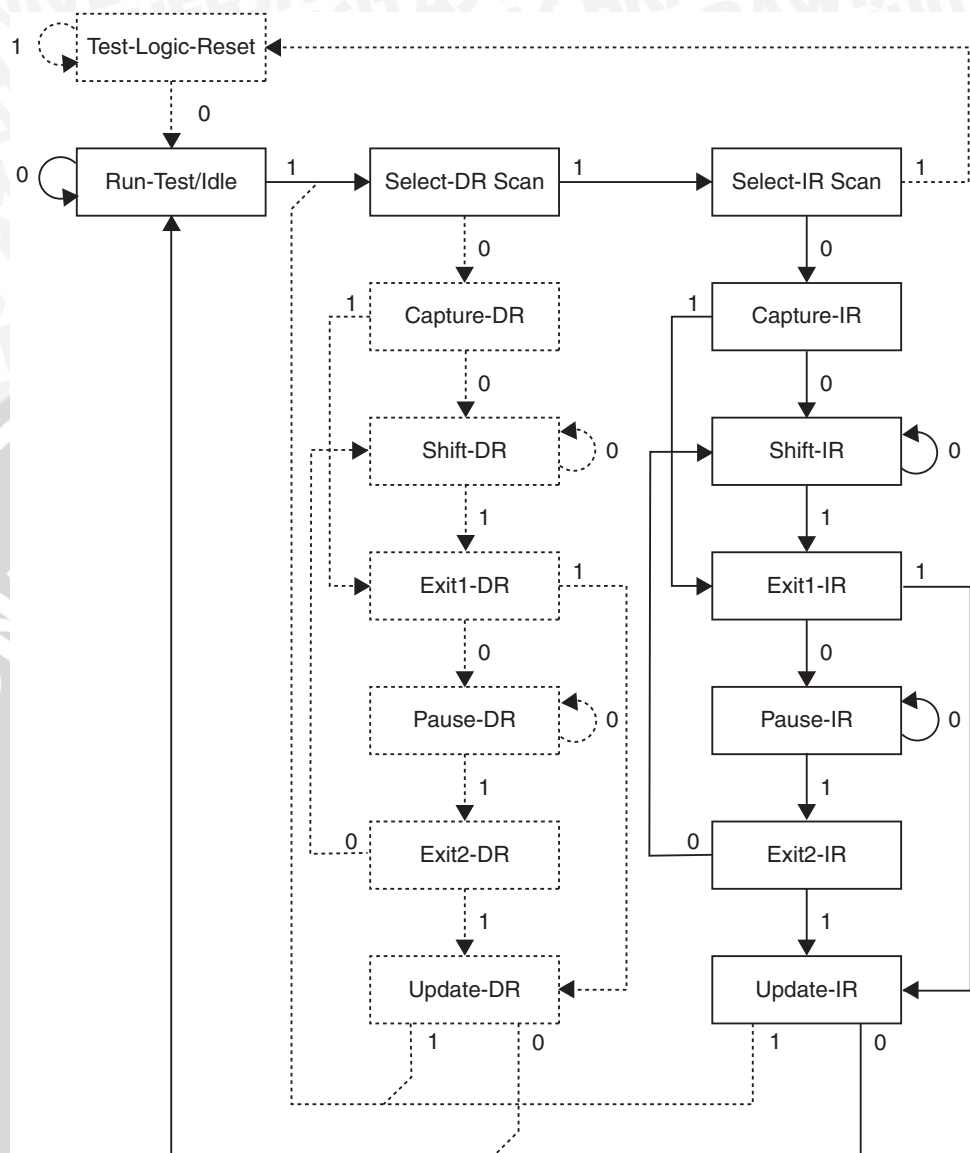 1
Test-Logic-Reset
0
0
Run-Test/Idle
1
Select-DR Scan
1
Select-IR Scan
1
0
0
1
Capture-DR
1
Capture-IR
0
0
Shift-DR
0
Shift-IR
0
1
1
Exit1-DR
1
Exit1-IR
1
0
0
Pause-DR
0
Pause-IR
0
1
1
0
Exit2-DR
0
Exit2-IR
1
1
Update-DR
Update-IR
1
0
1
0